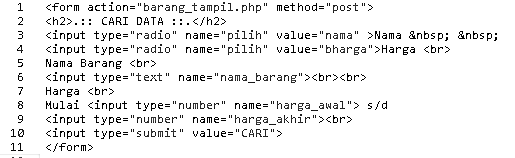 1 <form action="barang_tampil.php" method="post">
2 <h2>.:: CARI DATA ::.</h2>
3 <input type="radio" name="pilih" value="nama" >Nama &nbsp; &nbsp;
4 <input type="radio" name="pilih" value="bharga">Harga <br>
5 Nama Barang <br>
6 <input type="text" name="nama_barang"><br><br>
7 Harga <br>
8 Mulai <input type="number" name="harga_awal"> s/d
9 <input type="number" name="harga_akhir"><br>
10 <input type="submit" value="CARI">
11 </form>